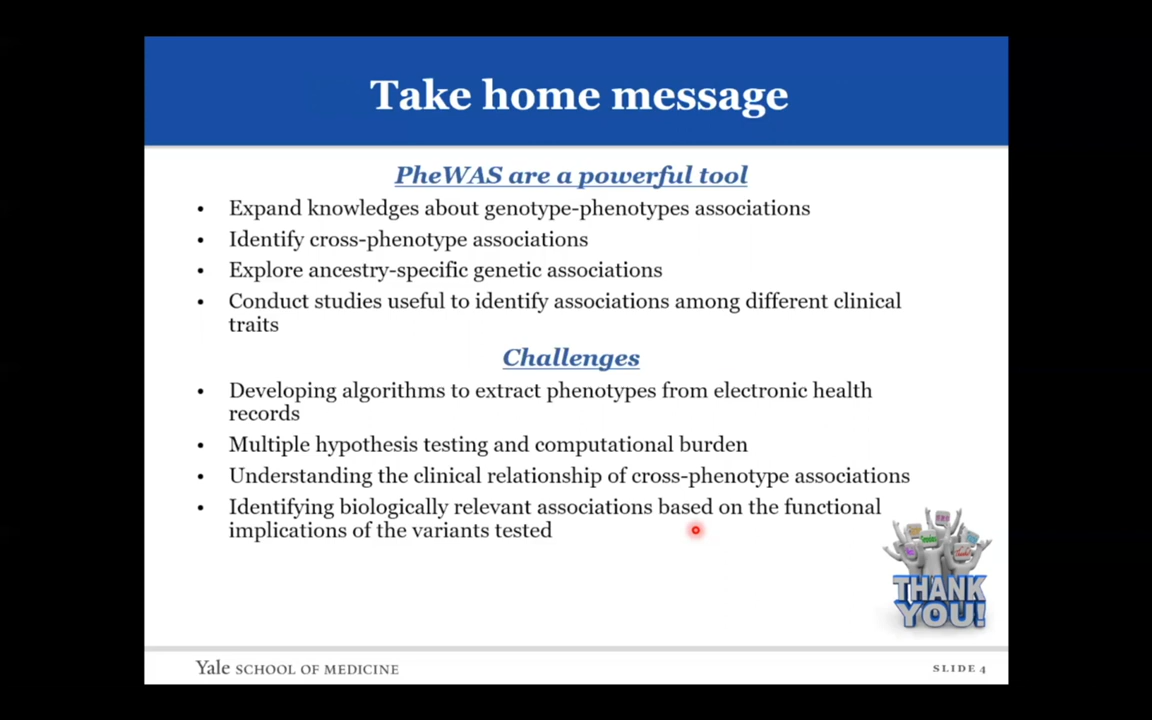 Take home message
PheWAS are a powerful tool
• Expand knowledges about genotype-phenotypes associations
• Identify cross-phenotype associations
• Explore ancestry-specific genetic associations
• Conduct studies useful to identify associations among different clinical
traits
Challenges
• Developing algorithms to extract phenotypes from electronic health
records
• Multiple hypothesis testing and computational burden
• Understanding the clinical relationship of cross-phenotype associations
• Identifying biologically relevant associations based on the functional
implications of the variants tested
THANK
YOU!
Yale SCHOOL OF MEDICINE
SLIDE 4